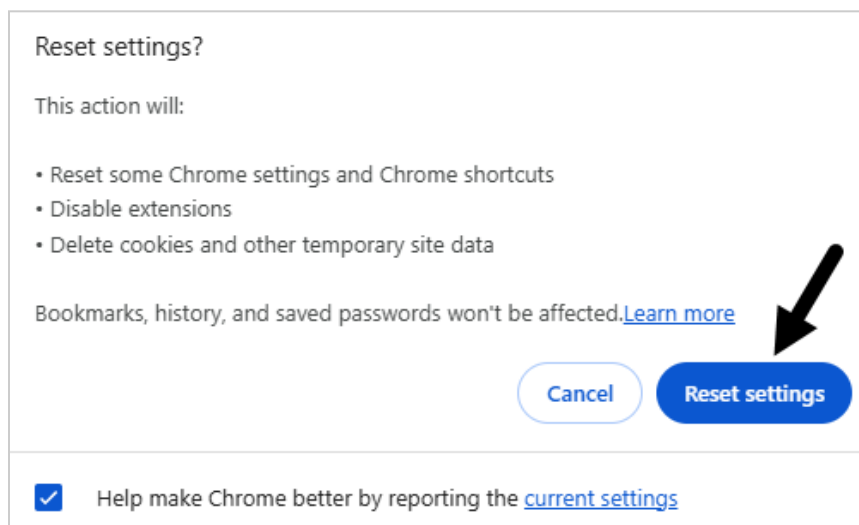 Reset settings?
This action will:
• Reset some Chrome settings and Chrome shortcuts
• Disable extensions
• Delete cookies and other temporary site data
Bookmarks, history, and saved passwords won't be affected.Learn more
Cancel
Reset settings
Help make Chrome better by reporting the current settings